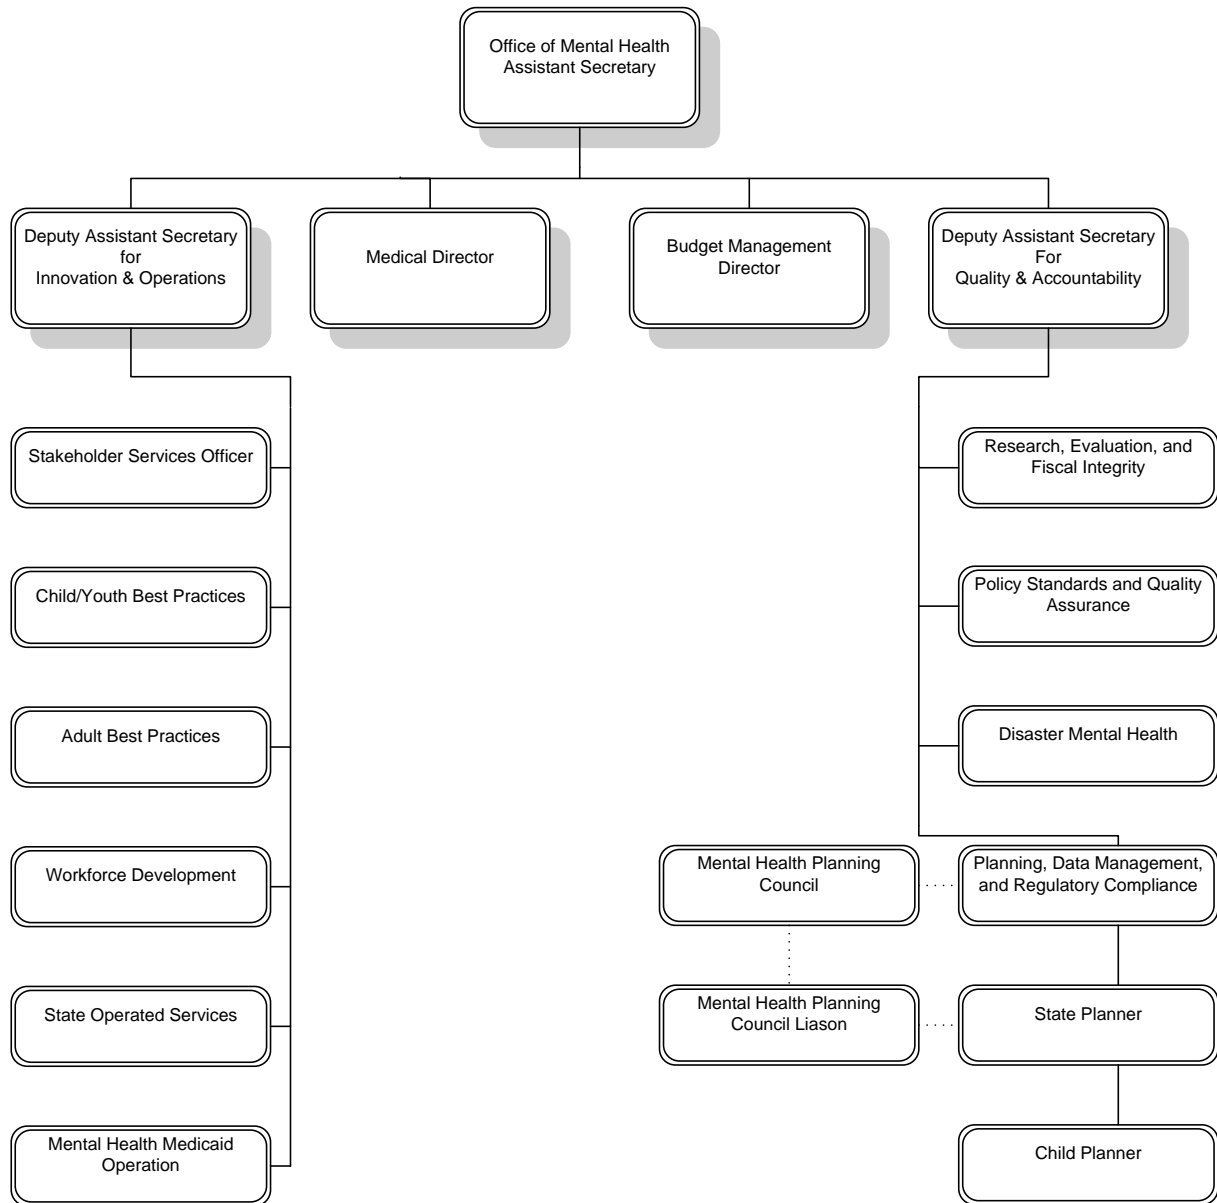 Office of Mental Health
Assistant Secretary
Deputy Assistant Secretary
for
Innovation & Operations
Medical Director
Budget Management
Director
Deputy Assistant Secretary
For
Quality & Accountability
Stakeholder Services Officer
Research, Evaluation, and
Fiscal Integrity
Child/Youth Best Practices
Policy Standards and Quality
Assurance
Adult Best Practices
Disaster Mental Health
Workforce Development
Mental Health Planning
Council
Planning, Data Management,
and Regulatory Compliance
State Operated Services
Mental Health Planning
Council Liason
State Planner
Mental Health Medicaid
Operation
Child Planner